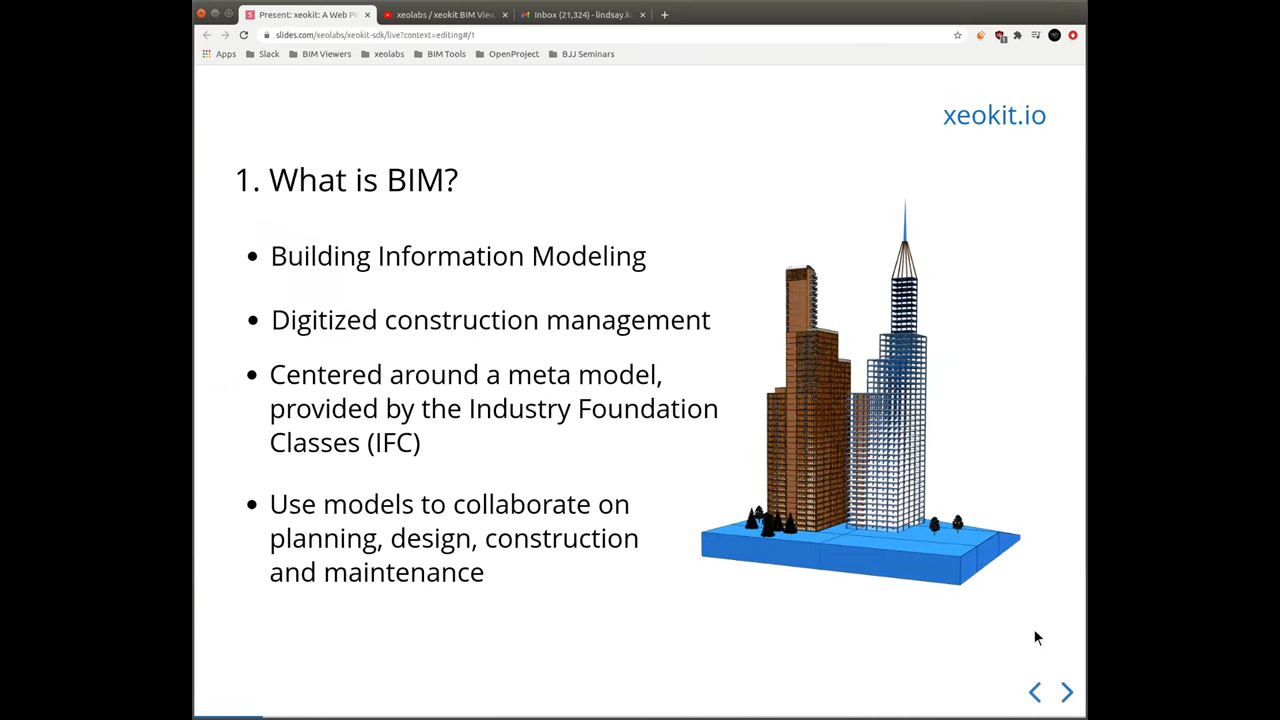 Present: xeokit: A Web P
xeolabs / xeokit BIM View
Inbox (21,324) - lindsay.k
slides.com/xeolabs/xeokit-sdk/live?context=editing#/1
Apps Slack BIM Viewers xeolabs BIM Tools OpenProject BJJ Seminars
xeokit.io
1. What is BIM?
• Building Information Modeling
• Digitized construction management
• Centered around a meta model,
provided by the Industry Foundation
Classes (IFC)
• Use models to collaborate on
planning, design, construction
and maintenance